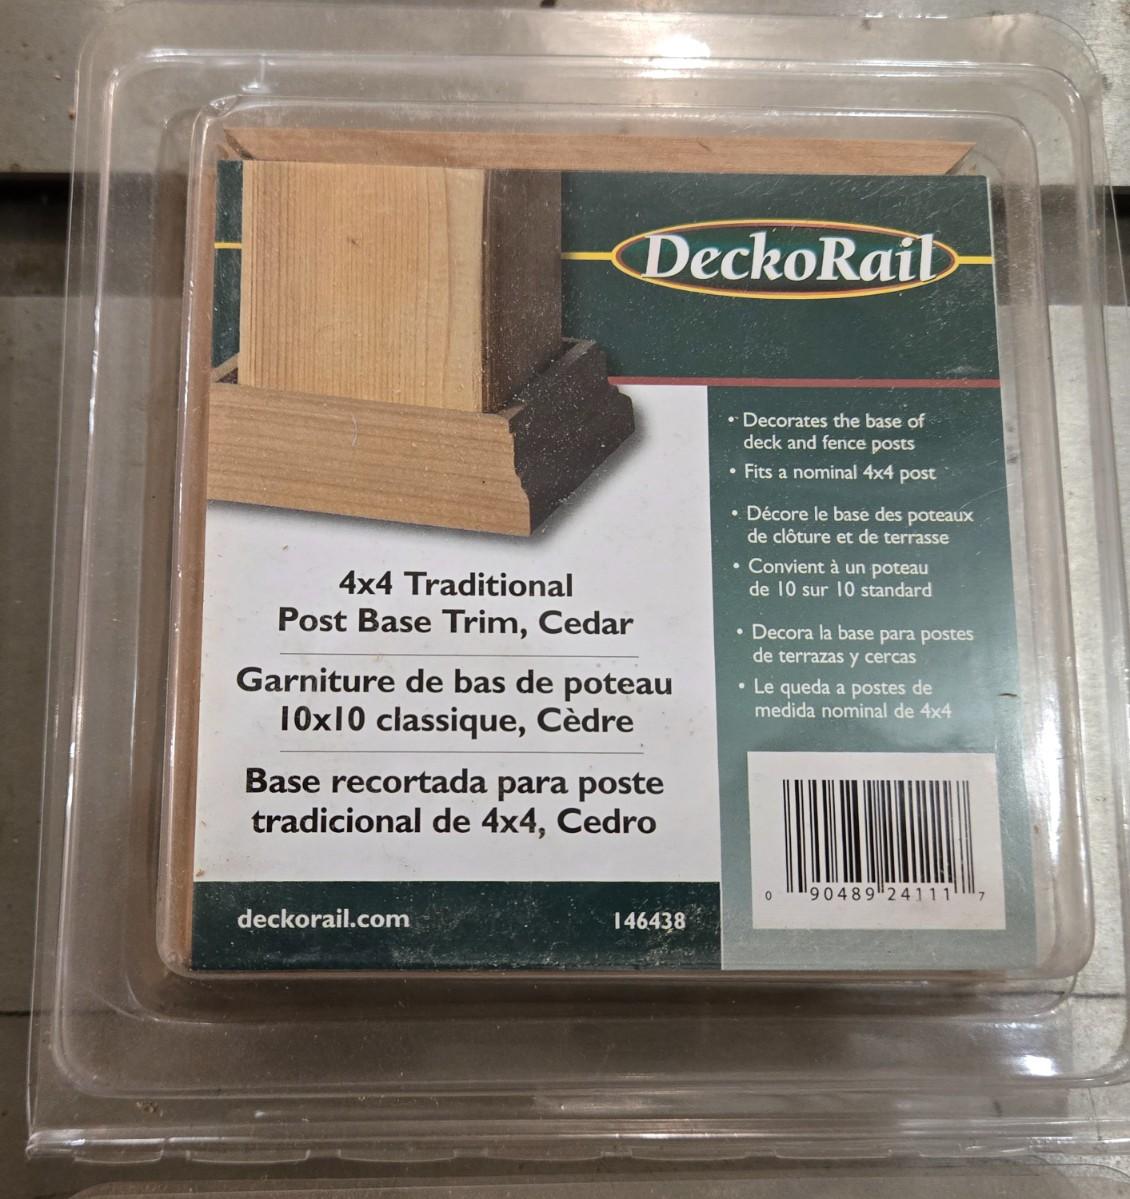 DeckoRail
• Decorates the base of
deck and fence posts
• Fits a nominal 4x4 post
• Décore le base des poteaux
de clôture et de terrasse
• Convient à un poteau
de 10 sur 10 standard
• Decora la base para postes
de terrazas y cercas
• Le queda a postes de
medida nominal de 4x4
4x4 Traditional
Post Base Trim, Cedar
Garniture de bas de poteau
10x10 classique, Cèdre
Base recortada para poste
tradicional de 4x4, Cedro
0 90489 24111 7
deckorail.com 146438